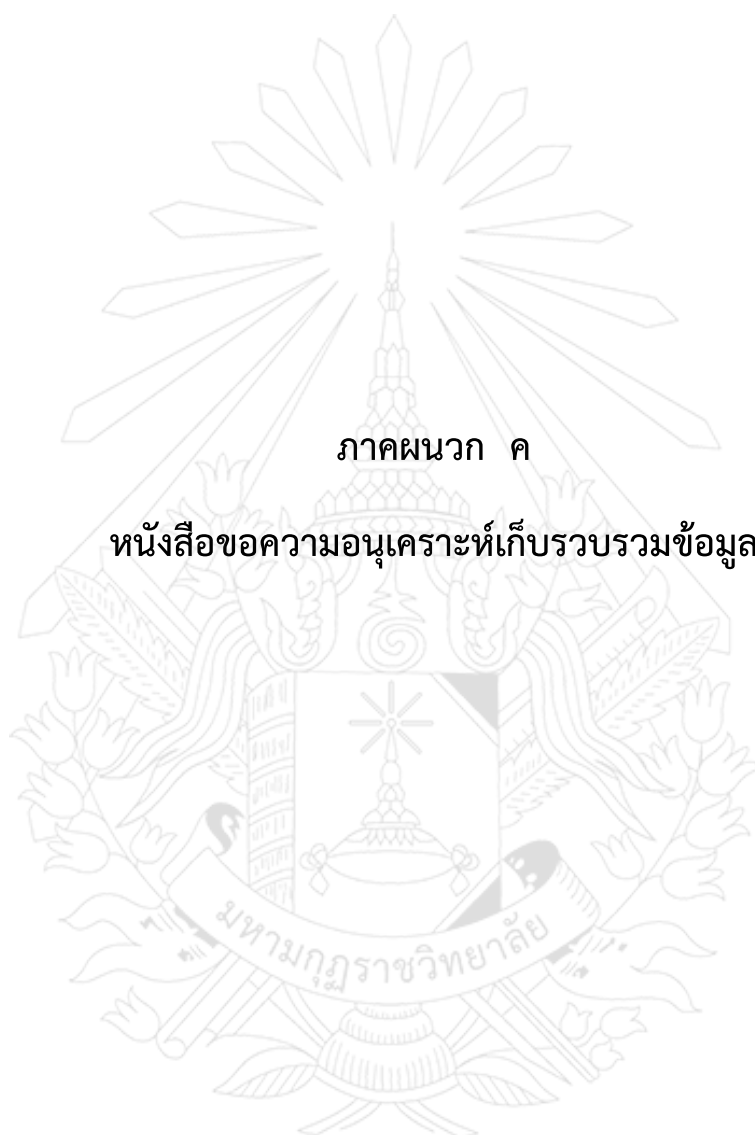 ภาคผนวก ค
หนังสือขอความอนุเคราะห์เก็บรวบรวมข้อมูล
มหามกุฏราชวิทยาลัย